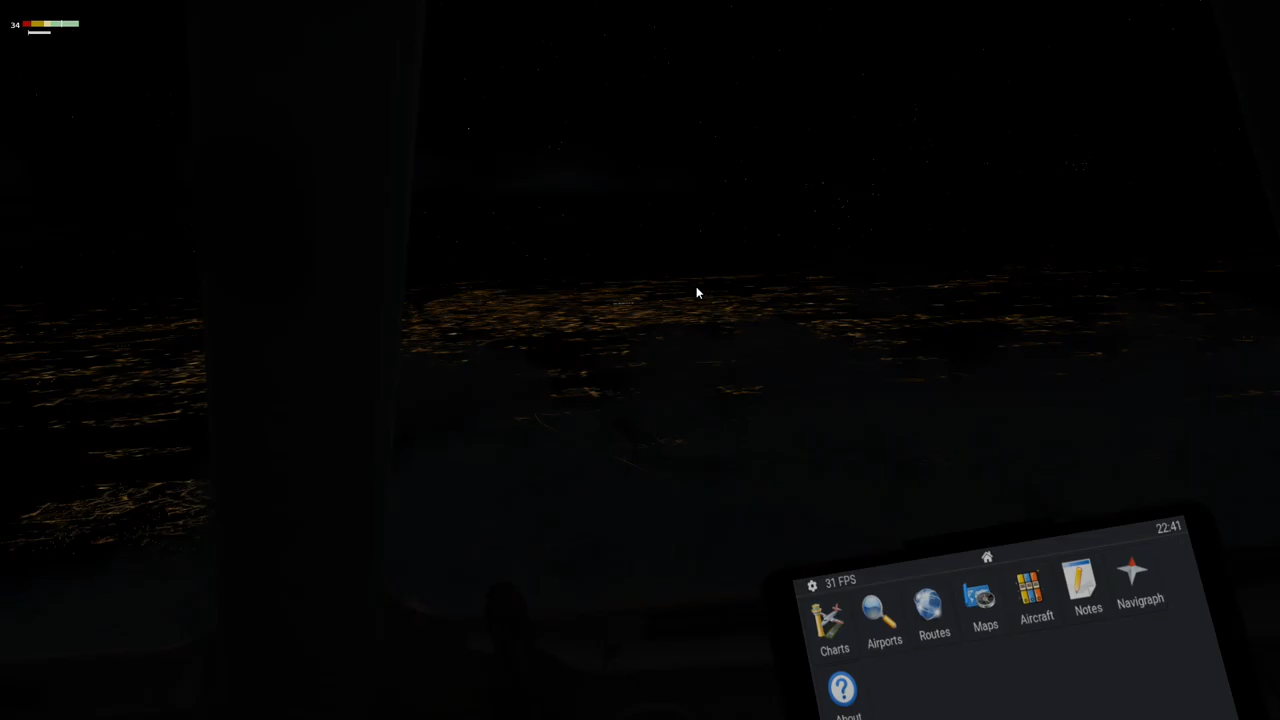 34
22:41
31 FPS
Charts
Airports
Routes
Maps
Aircraft
Notes
Navigraph
About